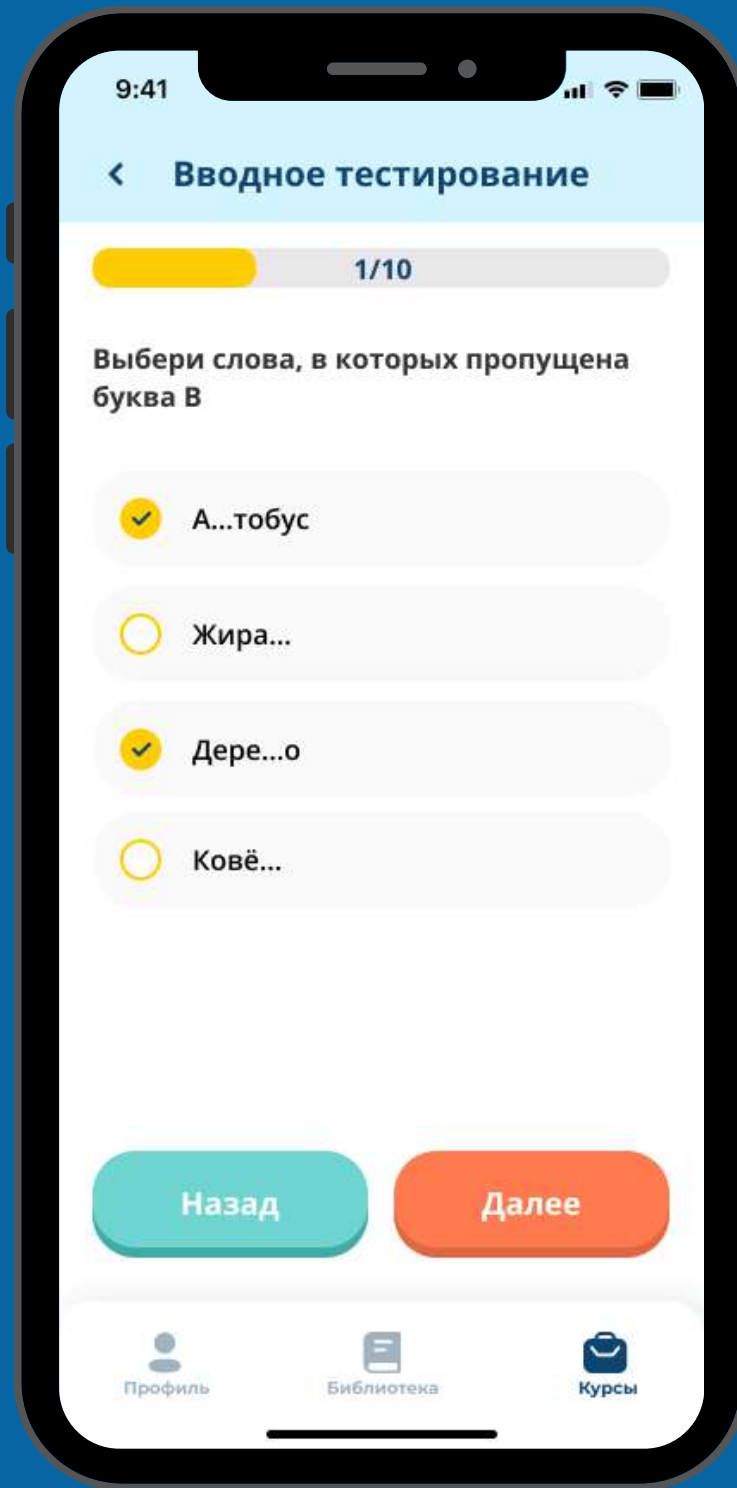 9:41
Вводное тестирование
1/10
Выбери слова, в которых пропущена
буква В
А...тобус
Жира...
Дере...о
Ковё...
Назад
Далее
Профиль
Библиотека
Курсы